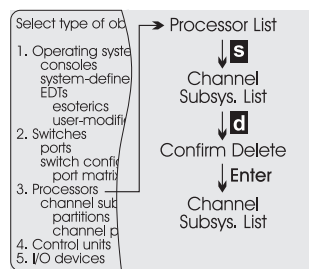 Select type of ob
1. Operating syste
consoles
system-define
EDTs
esoterics
user-modifi
2. Switches
ports
switch config
port matrix
3. Processors
channel sub
partitions
channel p
4. Control units
5. I/O devices
Processor List
s
Channel
Subsys. List
d
Confirm Delete
Enter
Channel
Subsys. List